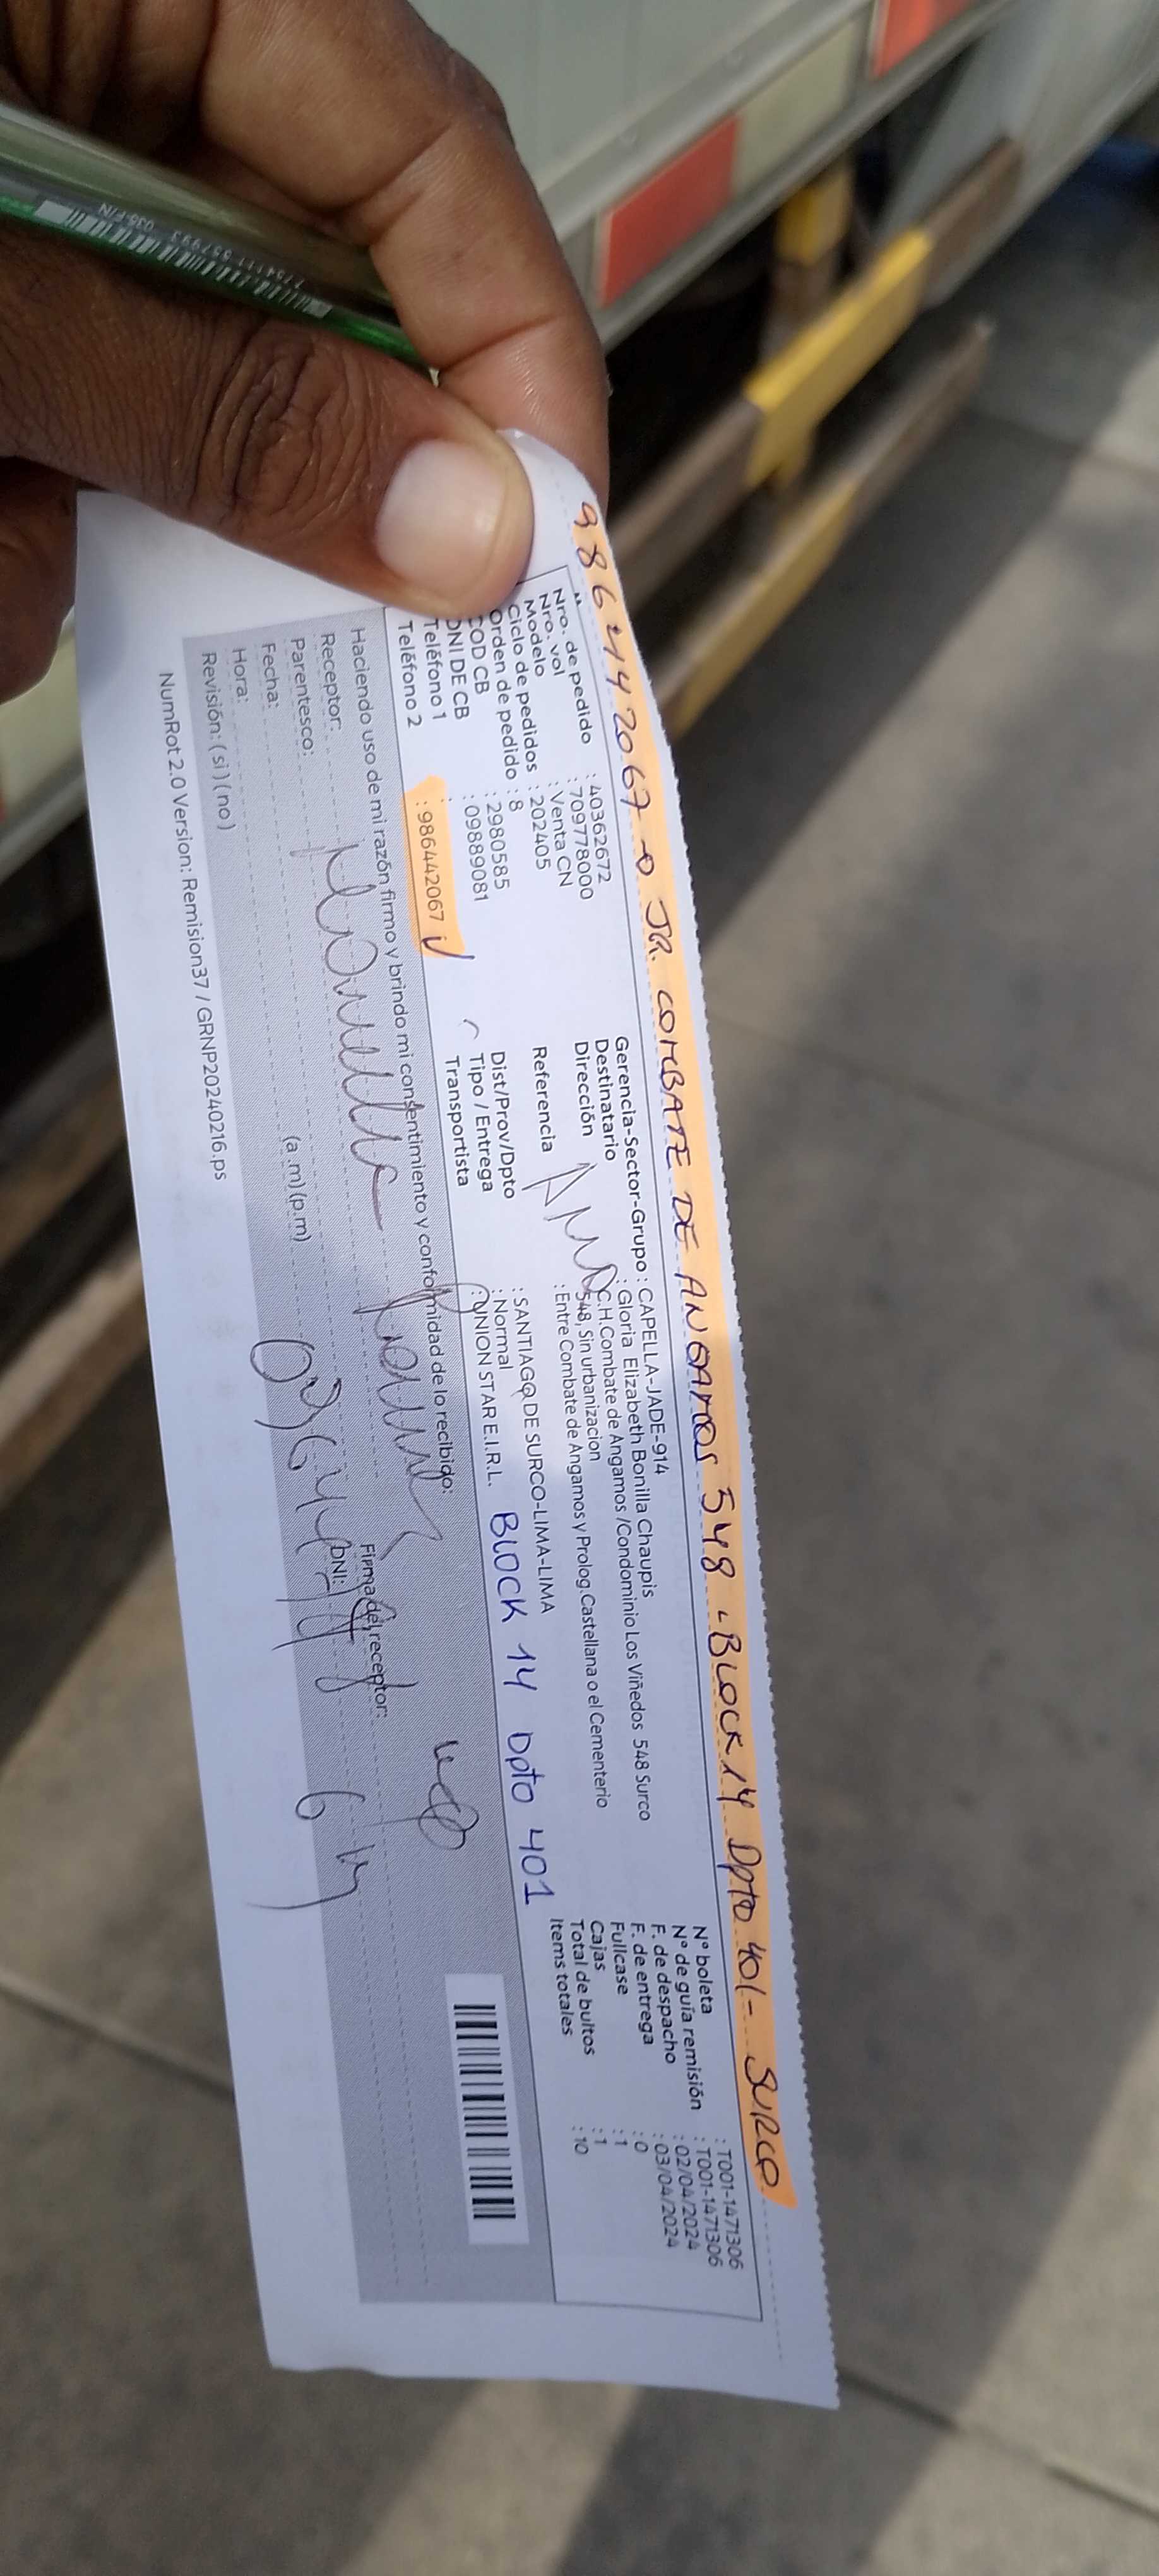 986442067 → JR. COMBATE DE ANGAMOS 548 - BLOCK 14 Dpto 401 - SURCO
Nro. de pedido : 40362672
Nro. vol : 709778000
Modelo : Venta CN
Ciclo de pedidos : 202405
Orden de pedido : 8
COD CB : 2980585
DNI DE CB : 09889081
Teléfono 1 :
Teléfono 2 : 986442067
Gerencia-Sector-Grupo : CAPELLA-JADE-914
Destinatario : Gloria Elizabeth Bonilla Chaupis
Dirección : C.H.Combate de Angamos /Condominio Los Viñedos 548 Surco
548, Sin urbanizacion
Referencia : Entre Combate de Angamos y Prolog.Castellana o el Cementerio
Dist/Prov/Dpto : SANTIAGO DE SURCO-LIMA-LIMA
Tipo / Entrega : Normal
Transportista : UNION STAR E.I.R.L.
BLOCK 14 Dpto 401
N° boleta : T001-1471306
N° de guía remisión : T001-1471306
F. de despacho : 02/04/2024
F. de entrega : 03/04/2024
Fullcase : 0
Cajas : 1
Total de bultos : 1
Items totales : 10
Haciendo uso de mi razón firmo y brindo mi consentimiento y conformidad de lo recibido:
Receptor:
Parentesco:
Fecha:
Hora: (a .m) (p.m)
Revisión: ( si ) ( no )
Firma del receptor:
DNI:
NumRot 2.0 Version: Remision37 / GRNP20240216.ps